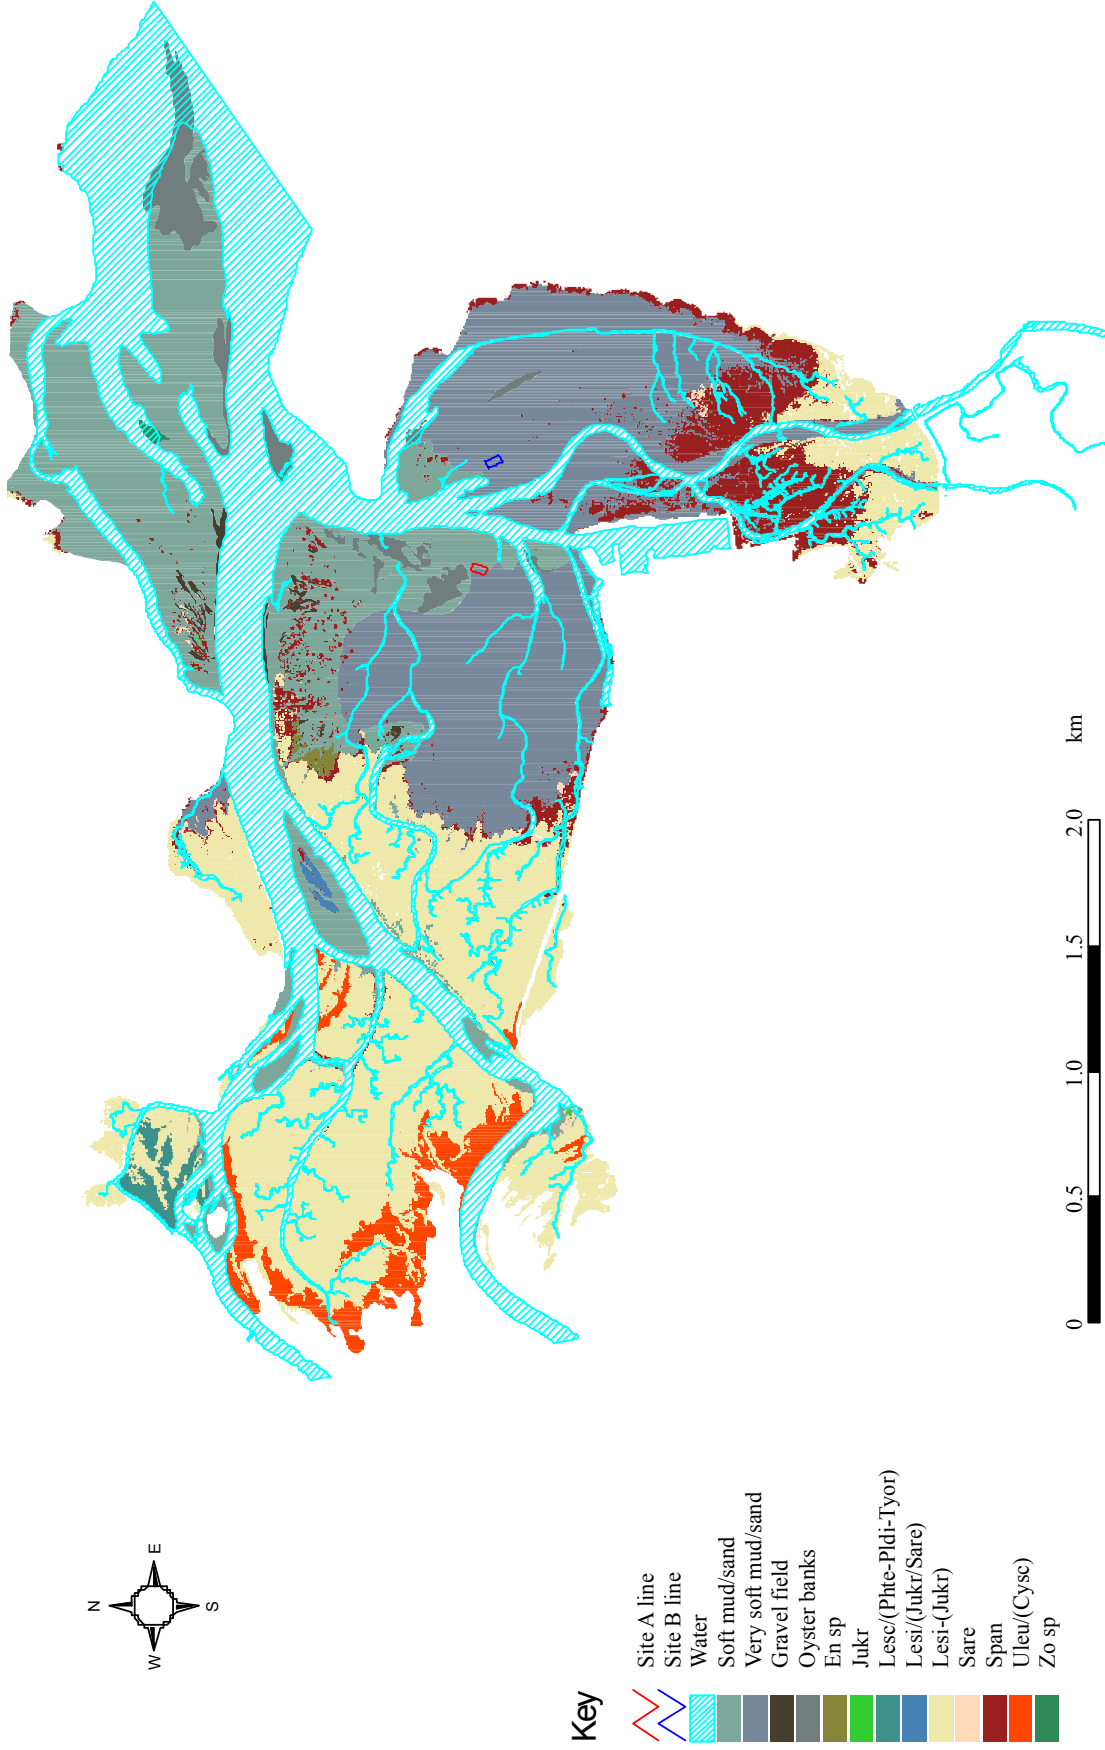 N
W
E
S
Key
Site A line
Site B line
Water
Soft mud/sand
Very soft mud/sand
Gravel field
Oyster banks
En sp
Jukr
Lesc/(Phte-Pldi-Tyor)
Lesi/(Jukr/Sare)
Lesi-(Jukr)
Sare
Span
Uleu/(Cysc)
Zo sp
0 0.5 1.0 1.5 2.0 km